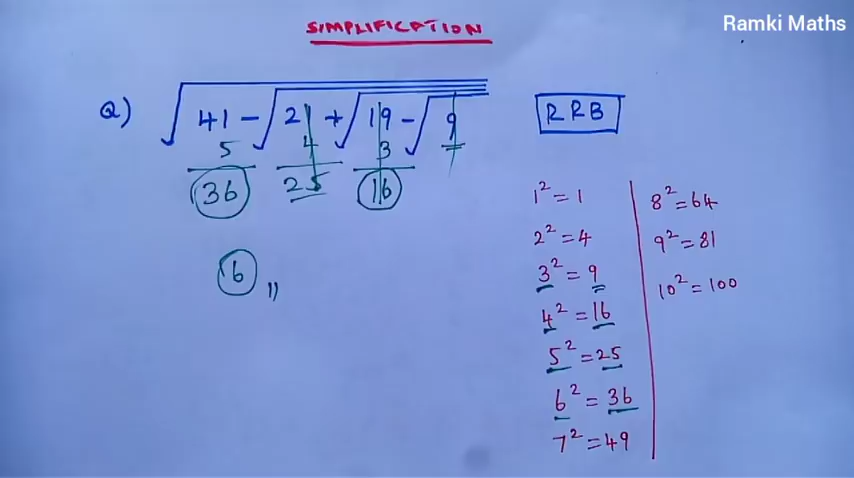 Ramki Maths
SIMPLIFICATION
Q) √41 - √21 + √19 - √9
5 4 3
36 25 16
6 ,,
RRB
1² = 1
2² = 4
3² = 9
4² = 16
5² = 25
6² = 36
7² = 49
8² = 64
9² = 81
10² = 100